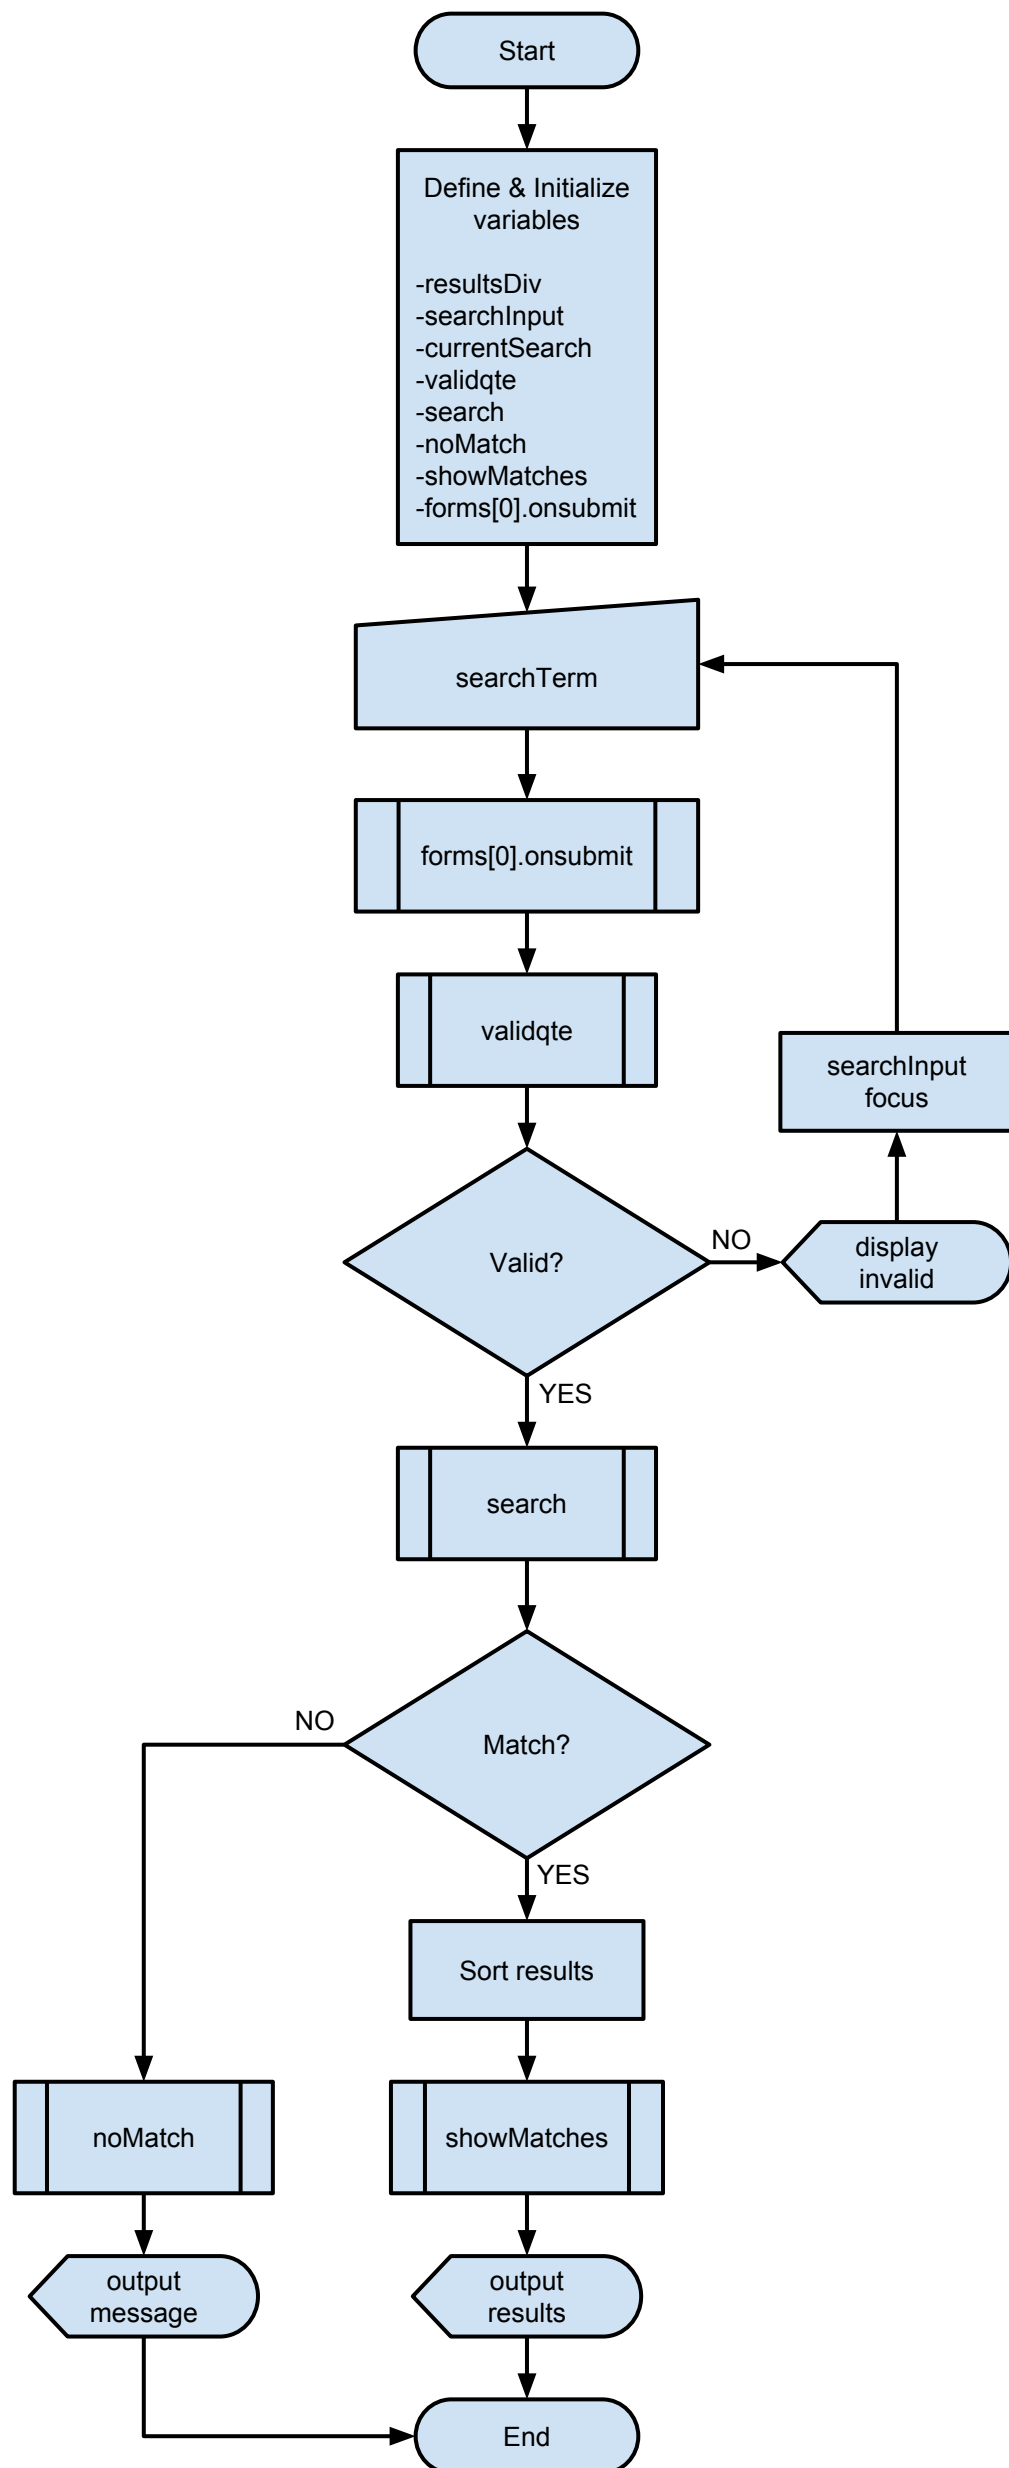 Start
Define & Initialize
variables
-resultsDiv
-searchInput
-currentSearch
-validqte
-search
-noMatch
-showMatches
-forms[0].onsubmit
searchTerm
forms[0].onsubmit
validqte
searchInput
focus
Valid?
NO
display
invalid
YES
search
NO
Match?
YES
Sort results
noMatch
showMatches
output
message
output
results
End